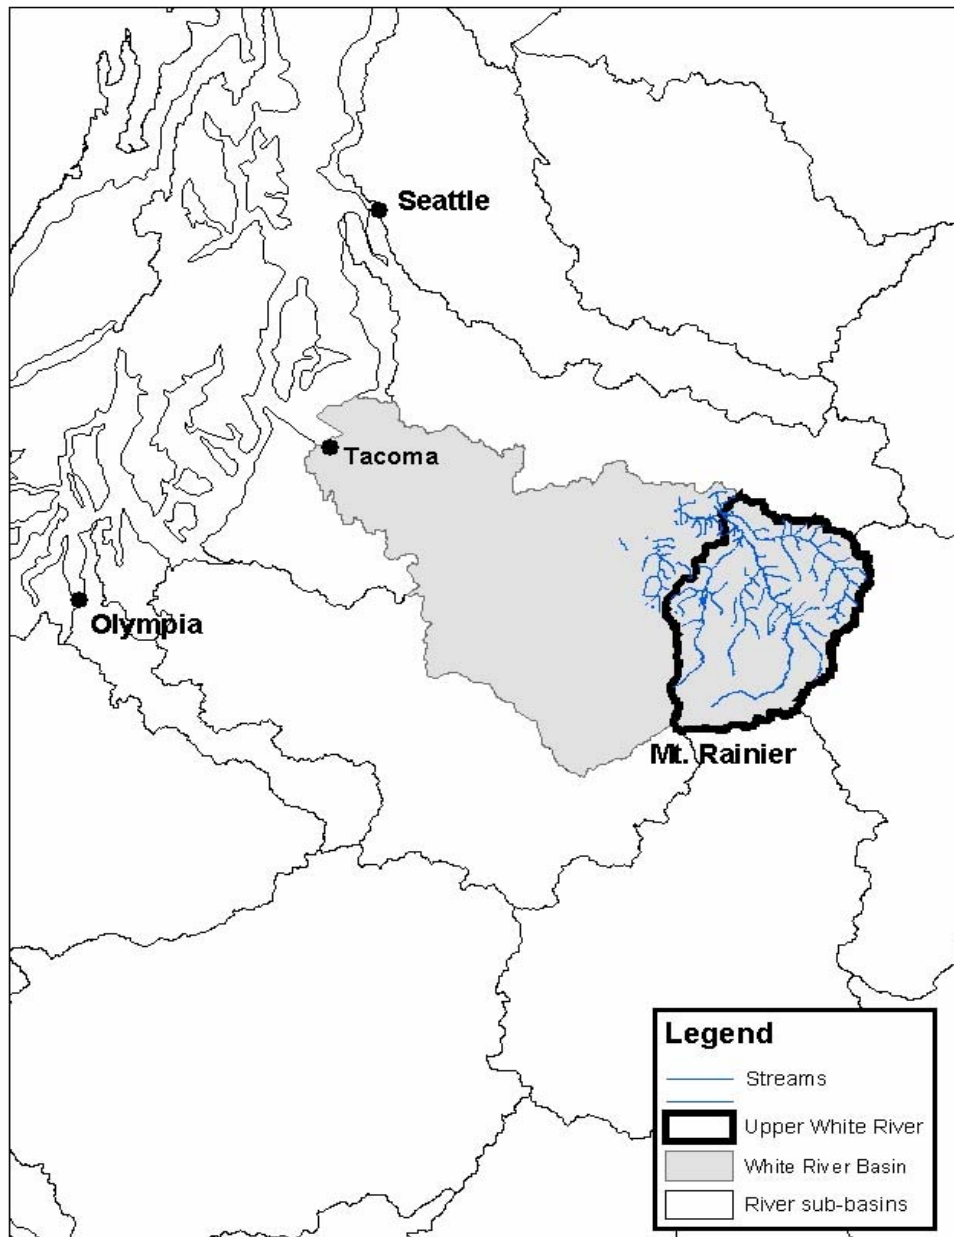 Seattle
Tacoma
Olympia
Mt. Rainier
Legend
Streams
Upper White River
White River Basin
River sub-basins